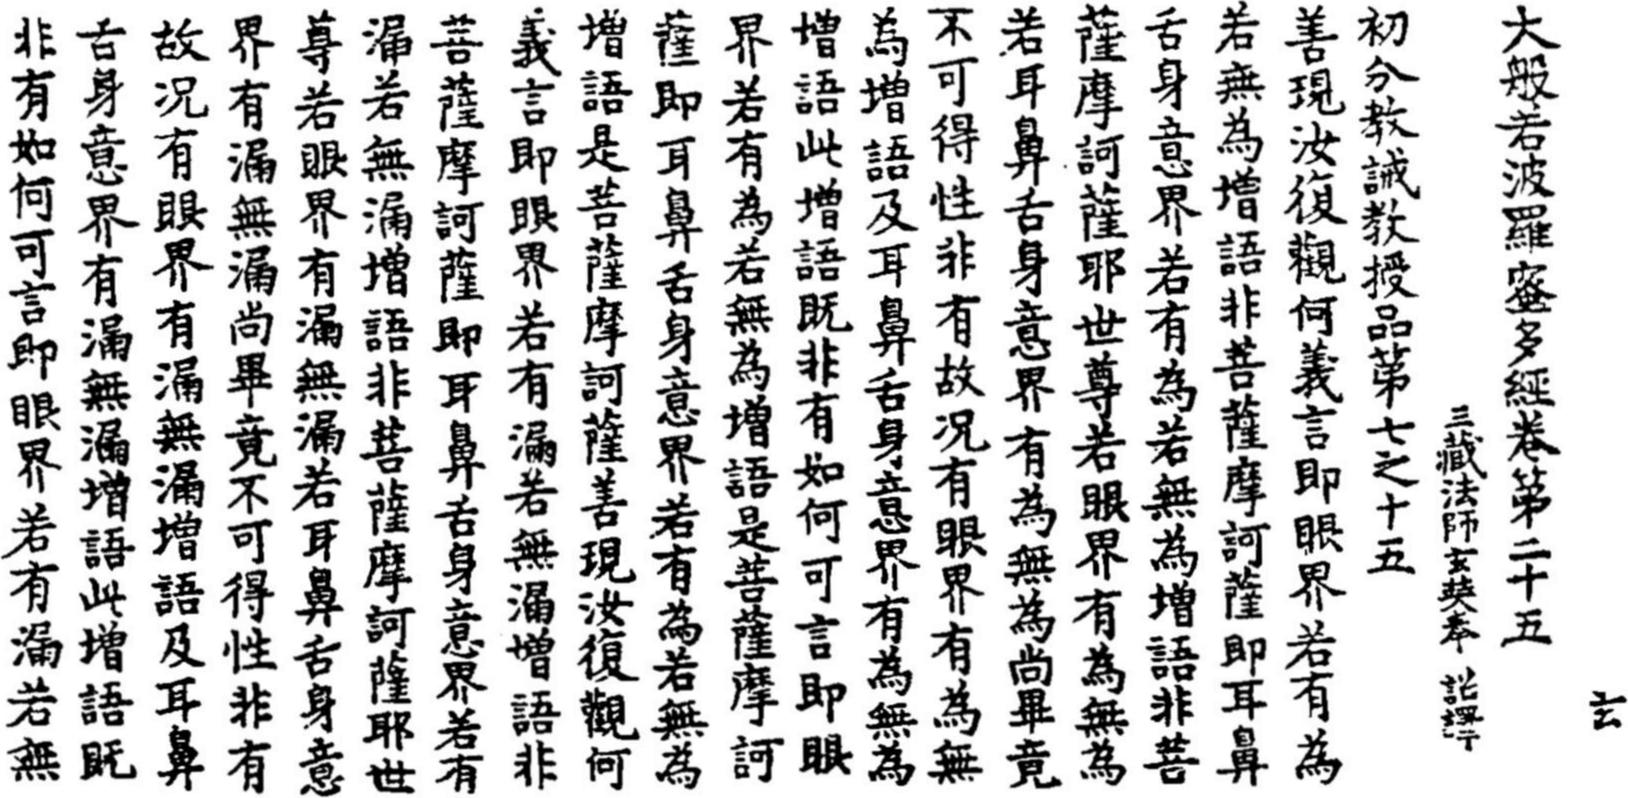 玄
大般若波羅蜜多經卷第二十五
三藏法師玄奘奉 詔譯
初分教誡教授品第七之十五
善現汝復觀何義言即眼界若有為
若無為增語非菩薩摩訶薩即耳鼻
舌身意界若有為若無為增語非菩
薩摩訶薩耶世尊若眼界有為無為
若耳鼻舌身意界有為無為尚畢竟
不可得性非有故况有眼界有為無
為增語及耳鼻舌身意界有為無為
增語此增語既非有如何可言即眼
界若有為若無為增語是菩薩摩訶
薩即耳鼻舌身意界若有為若無為
增語是菩薩摩訶薩善現汝復觀何
義言即眼界若有漏若無漏增語非
菩薩摩訶薩即耳鼻舌身意界若有
漏若無漏增語非菩薩摩訶薩耶世
尊若眼界有漏無漏若耳鼻舌身意
界有漏無漏尚畢竟不可得性非有
故况有眼界有漏無漏增語及耳鼻
舌身意界有漏無漏增語此增語既
非有如何可言即眼界若有漏若無